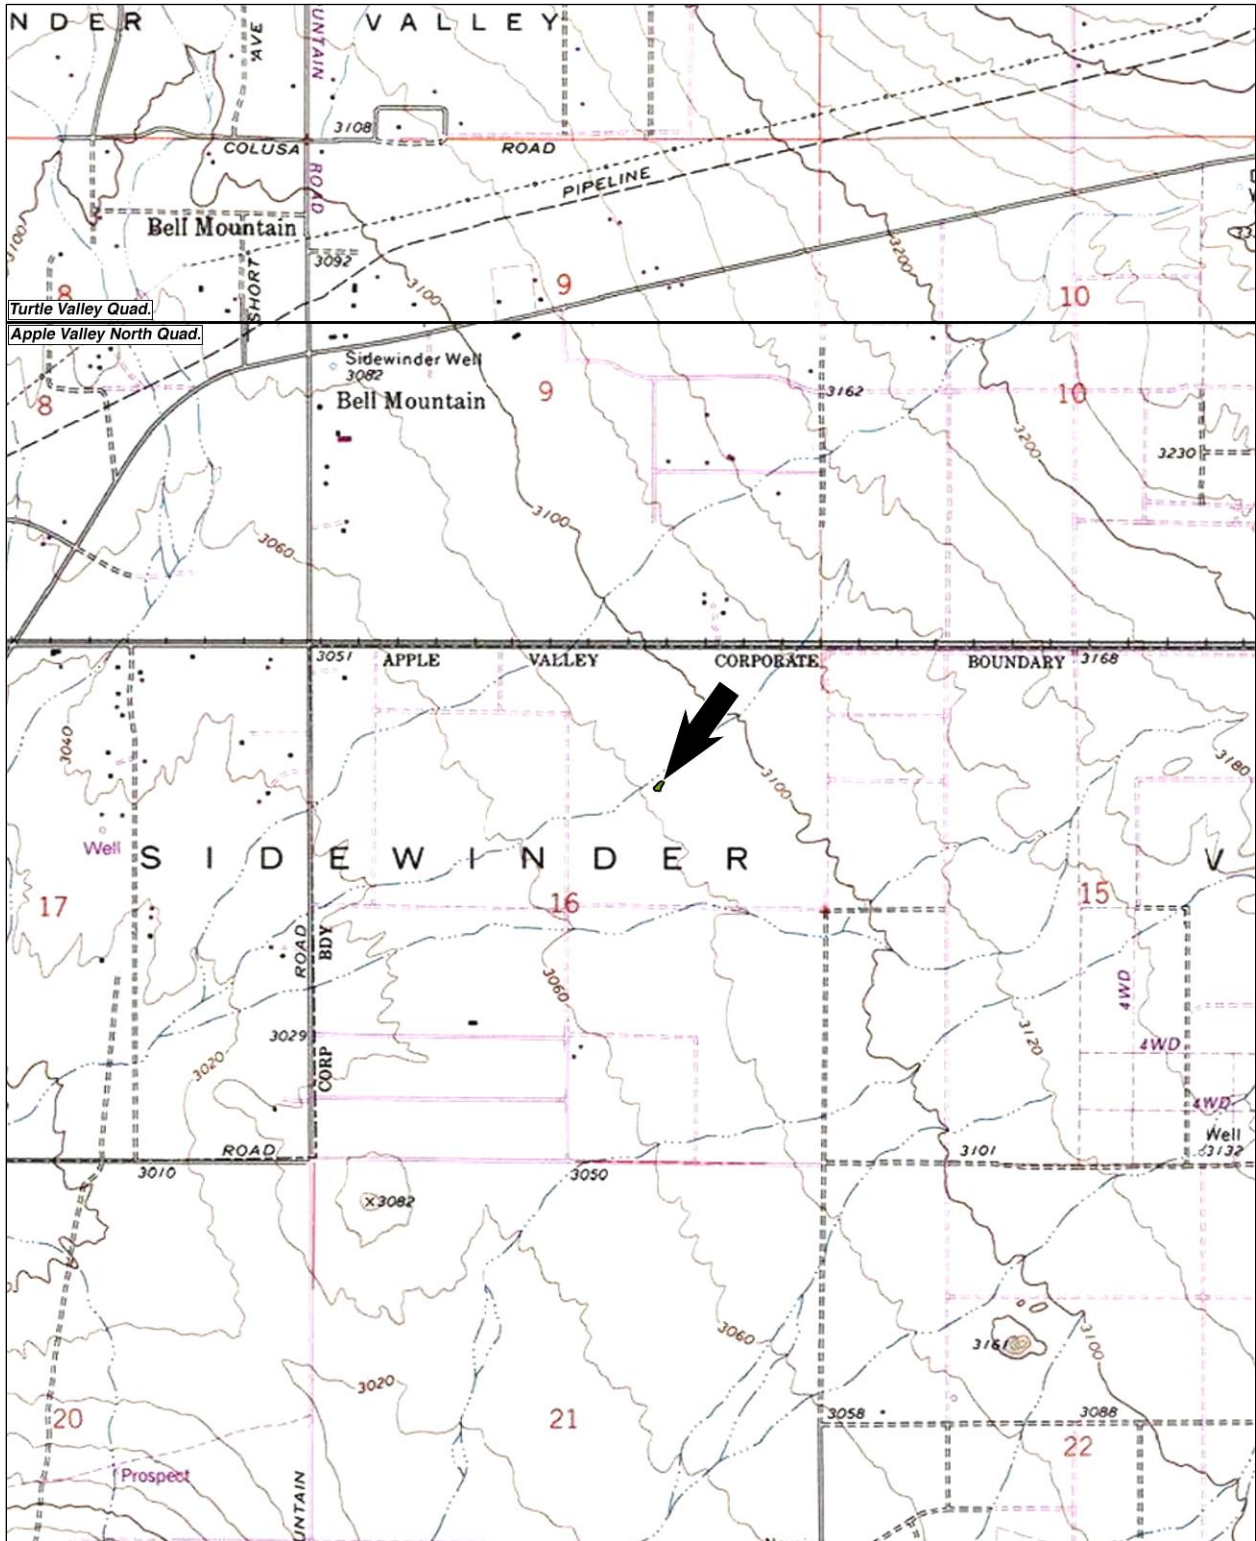 NDER VALLEY
AVE
UNTAIN
3108
COLUSA ROAD
ROAD
PIPELINE
Bell Mountain
3100
3092
SHORT
3100
3200
8
9
10
Turtle Valley Quad.
Apple Valley North Quad.
Sidewinder Well
3082
Bell Mountain
8
9
10
3162
3200
3230
3100
3060
3051 APPLE VALLEY CORPORATE BOUNDARY 3168
3040
3100
3180
Well
SIDEWINDER V
17
16
15
ROAD
CORP BDY
3060
4WD
3029
3120
4WD
3020
4WD
Well
3132
ROAD
3010
3050
3101
3082
3060
3161
3100
3020
3058
3088
20
21
22
Prospect
UNTAIN